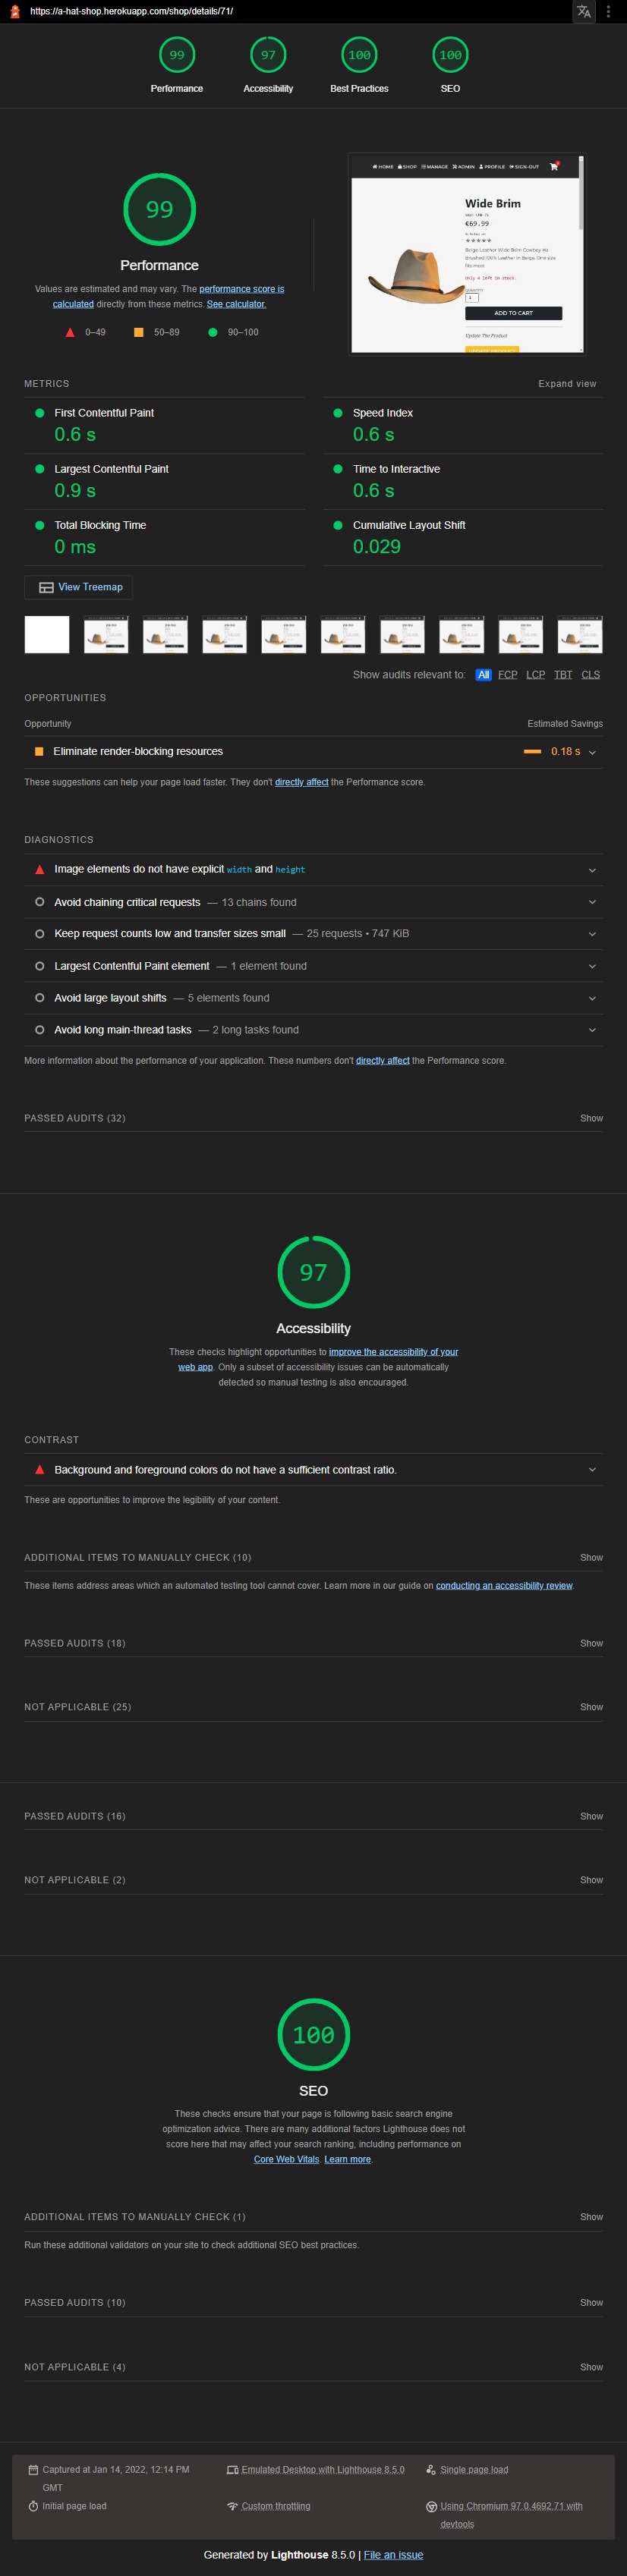 https://a-hat-shop.herokuapp.com/shop/details/71/
99
97
100
100
Performance
Accessibility
Best Practices
SEO
99
Performance
Values are estimated and may vary. The performance score is
calculated directly from these metrics. See calculator.
0–49
50–89
90–100
HOME SHOP MANAGE ADMIN PROFILE SIGN-OUT
Wide Brim
€69.99
Beige Leather Wide Brim Cowboy Ha
Brushed 100% Leather in Beige. One size
fits most
Only 6 left in stock.
1
ADD TO CART
Update The Product
UPDATE PRODUCT
METRICS
Expand view
First Contentful Paint
0.6 s
Speed Index
0.6 s
Largest Contentful Paint
0.9 s
Time to Interactive
0.6 s
Total Blocking Time
0 ms
Cumulative Layout Shift
0.029
View Treemap
Show audits relevant to: All FCP LCP TBT CLS
OPPORTUNITIES
Opportunity
Estimated Savings
Eliminate render-blocking resources
0.18 s
These suggestions can help your page load faster. They don't directly affect the Performance score.
DIAGNOSTICS
Image elements do not have explicit width and height
Avoid chaining critical requests — 13 chains found
Keep request counts low and transfer sizes small — 25 requests • 747 KiB
Largest Contentful Paint element — 1 element found
Avoid large layout shifts — 5 elements found
Avoid long main-thread tasks — 2 long tasks found
More information about the performance of your application. These numbers don't directly affect the Performance score.
PASSED AUDITS (32)
Show
97
Accessibility
These checks highlight opportunities to improve the accessibility of your
web app. Only a subset of accessibility issues can be automatically
detected so manual testing is also encouraged.
CONTRAST
Background and foreground colors do not have a sufficient contrast ratio.
These are opportunities to improve the legibility of your content.
ADDITIONAL ITEMS TO MANUALLY CHECK (10)
Show
These items address areas which an automated testing tool cannot cover. Learn more in our guide on conducting an accessibility review.
PASSED AUDITS (18)
Show
NOT APPLICABLE (25)
Show
PASSED AUDITS (16)
Show
NOT APPLICABLE (2)
Show
100
SEO
These checks ensure that your page is following basic search engine
optimization advice. There are many additional factors Lighthouse does not
score here that may affect your search ranking, including performance on
Core Web Vitals. Learn more.
ADDITIONAL ITEMS TO MANUALLY CHECK (1)
Show
Run these additional validators on your site to check additional SEO best practices.
PASSED AUDITS (10)
Show
NOT APPLICABLE (4)
Show
Captured at Jan 14, 2022, 12:14 PM
GMT
Emulated Desktop with Lighthouse 8.5.0
Single page load
Initial page load
Custom throttling
Using Chromium 97.0.4692.71 with
devtools
Generated by Lighthouse 8.5.0 | File an issue